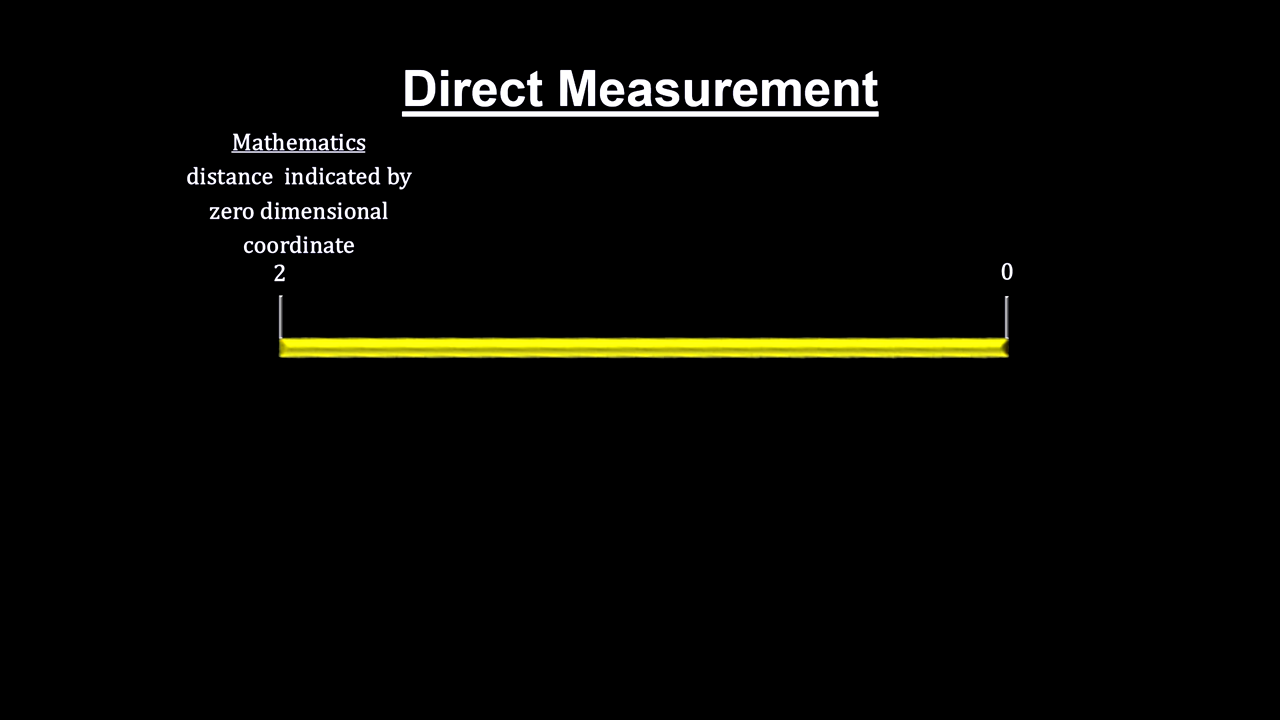 Direct Measurement
Mathematics
distance  indicated by
zero dimensional
coordinate
2
0